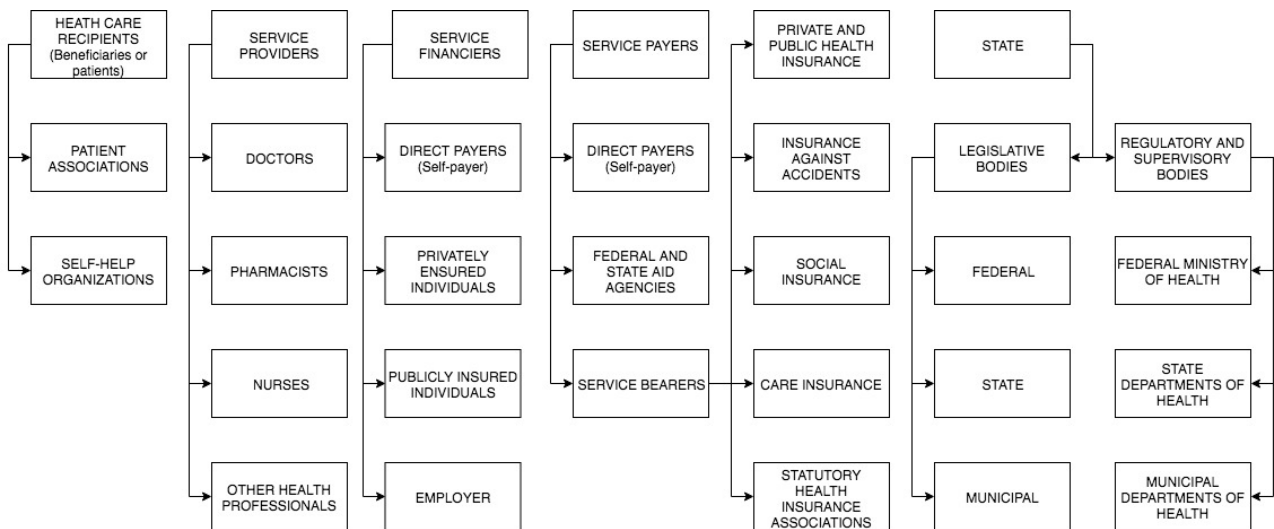 HEATH CARE
RECIPIENTS
(Beneficiaries or
patients)
PATIENT
ASSOCIATIONS
SELF-HELP
ORGANIZATIONS
SERVICE
PROVIDERS
DOCTORS
PHARMACISTS
NURSES
OTHER HEALTH
PROFESSIONALS
SERVICE
FINANCIERS
DIRECT PAYERS
(Self-payer)
PRIVATELY
ENSURED
INDIVIDUALS
PUBLICLY INSURED
INDIVIDUALS
EMPLOYER
SERVICE PAYERS
DIRECT PAYERS
(Self-payer)
FEDERAL AND
STATE AID
AGENCIES
SERVICE BEARERS
PRIVATE AND
PUBLIC HEALTH
INSURANCE
INSURANCE
AGAINST
ACCIDENTS
SOCIAL
INSURANCE
CARE INSURANCE
STATUTORY
HEALTH
INSURANCE
ASSOCIATIONS
STATE
LEGISLATIVE
BODIES
FEDERAL
STATE
MUNICIPAL
REGULATORY AND
SUPERVISORY
BODIES
FEDERAL MINISTRY
OF HEALTH
STATE
DEPARTMENTS OF
HEALTH
MUNICIPAL
DEPARTMENTS OF
HEALTH